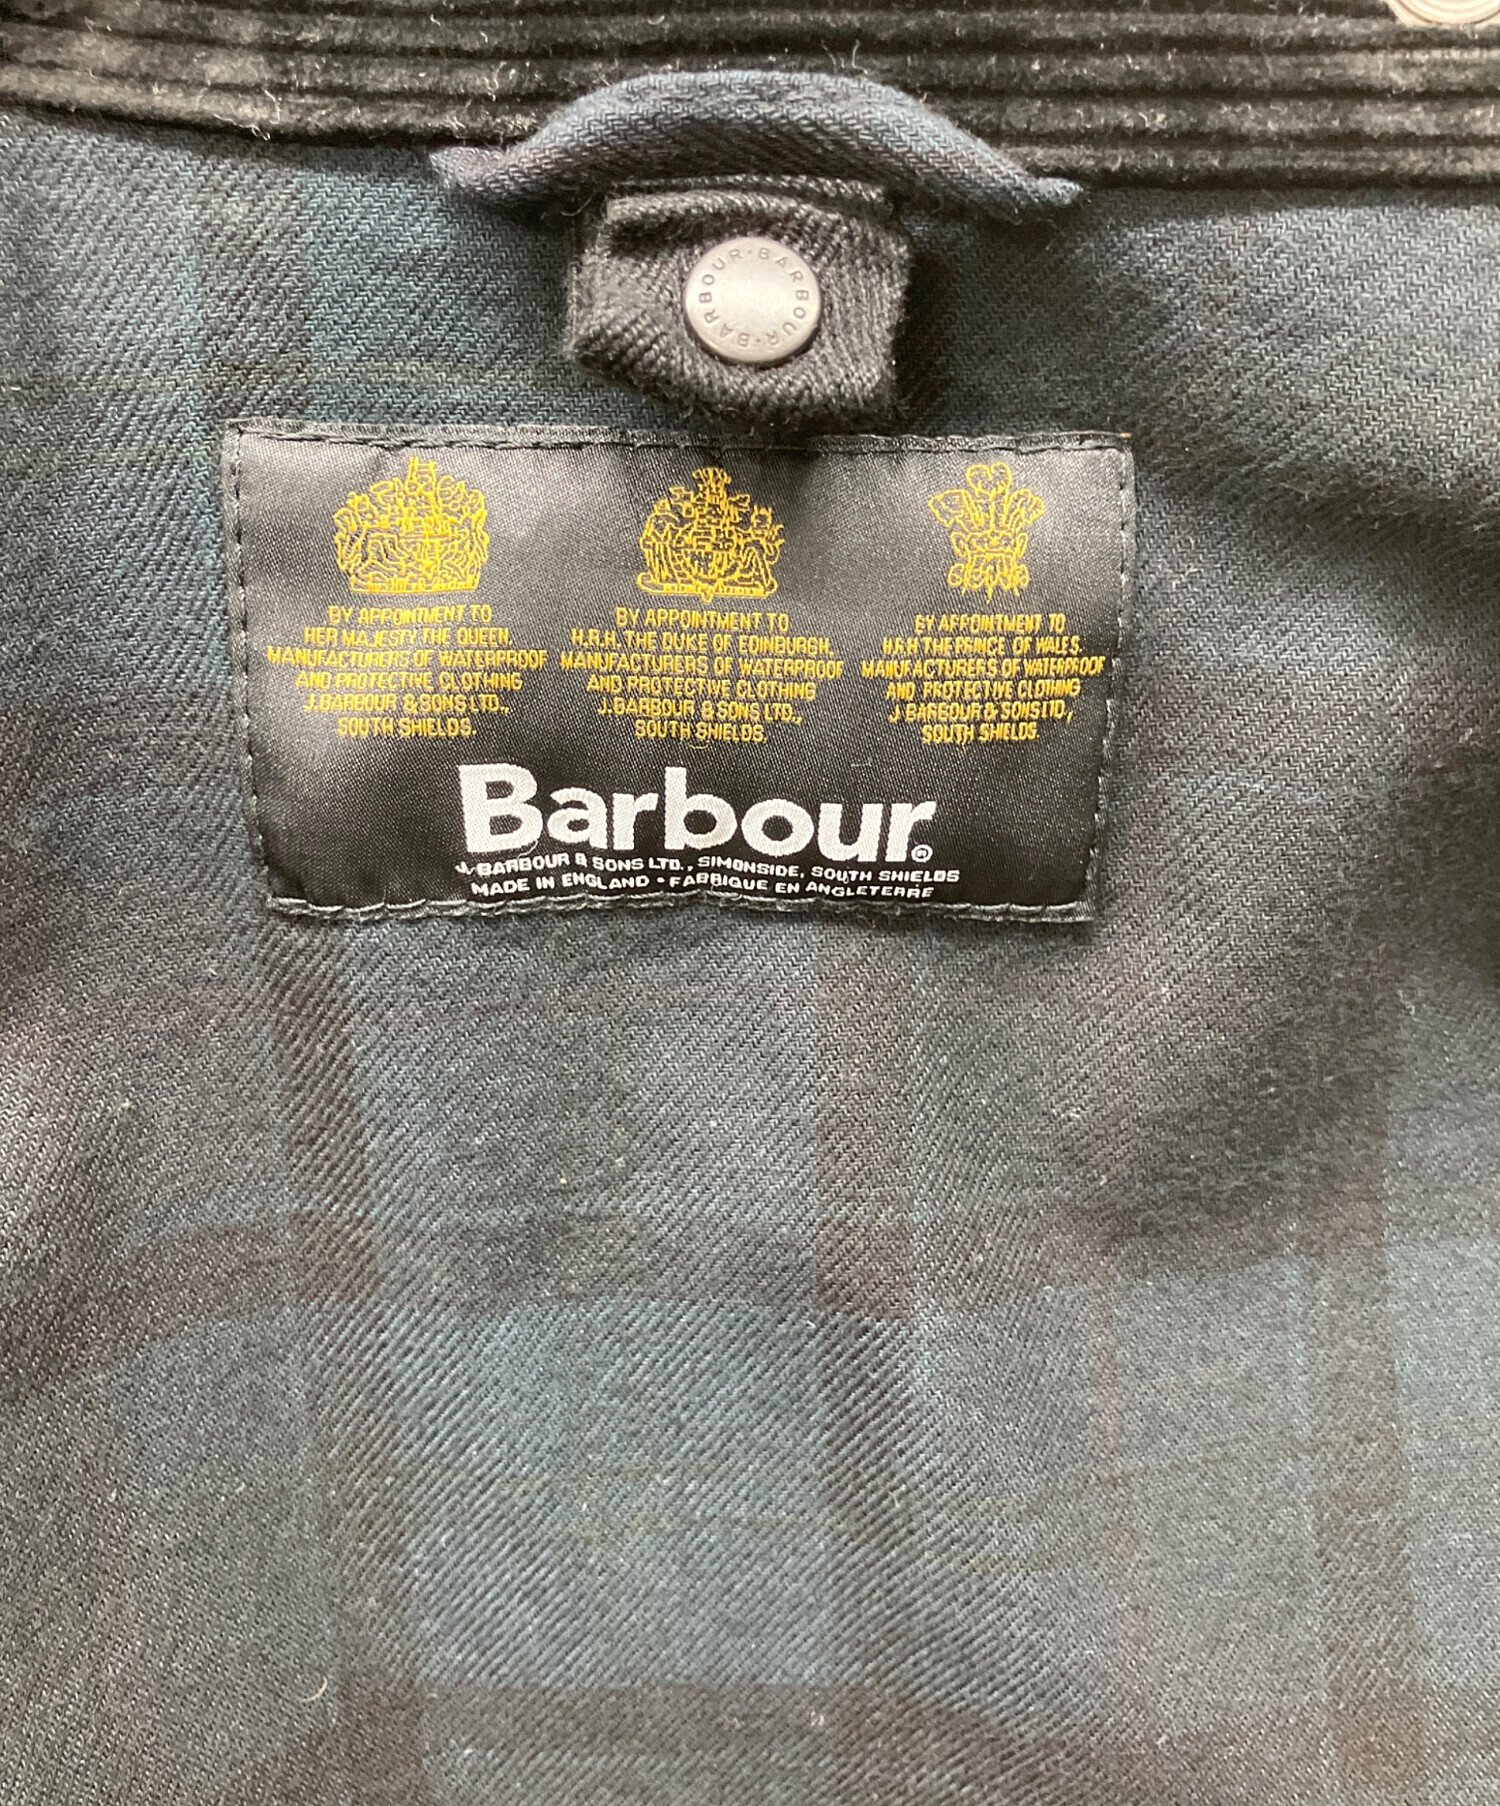 BARBOUR · BARBOUR · BARBOUR ·
BY APPOINTMENT TO
HER MAJESTY THE QUEEN.
MANUFACTURERS OF WATERPROOF
AND PROTECTIVE CLOTHING
J. BARBOUR & SONS LTD.,
SOUTH SHIELDS.
BY APPOINTMENT TO
H.R.H. THE DUKE OF EDINBURGH.
MANUFACTURERS OF WATERPROOF
AND PROTECTIVE CLOTHING
J. BARBOUR & SONS LTD.,
SOUTH SHIELDS.
BY APPOINTMENT TO
H.R.H THE PRINCE OF WALES.
MANUFACTURERS OF WATERPROOF
AND PROTECTIVE CLOTHING
J BARBOUR & SONS LTD,
SOUTH SHIELDS.
Barbour®
J. BARBOUR & SONS LTD., SIMONSIDE, SOUTH SHIELDS
MADE IN ENGLAND · FABRIQUE EN ANGLETERRE